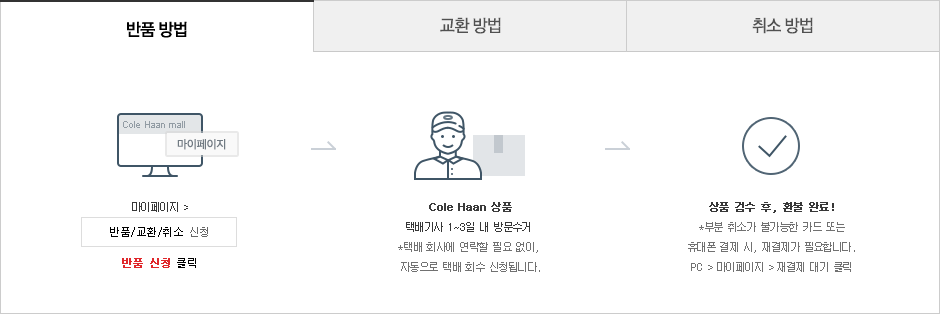 반품 방법
교환 방법
취소 방법
Cole Haan mall
마이페이지
마이페이지 >
반품/교환/취소 신청
반품 신청 클릭
Cole Haan 상품
택배기사 1~3일 내 방문수거
*택배 회사에 연락할 필요 없이,
자동으로 택배 회수 신청됩니다.
상품 검수 후, 환불 완료!
*부분 취소가 불가능한 카드 또는
휴대폰 결제 시, 재결제가 필요합니다.
PC > 마이페이지 > 재결제 대기 클릭